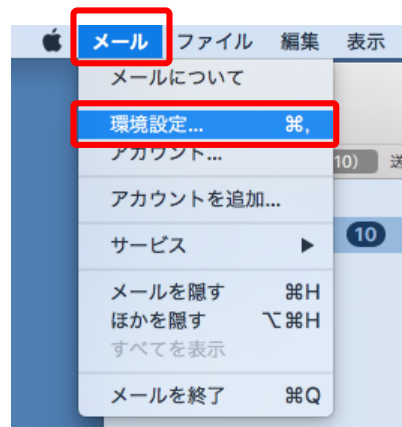 メール ファイル 編集 表示
メールについて
環境設定... ⌘,
アカウント...
10) 送
アカウントを追加...
サービス ▶
10
メールを隠す ⌘H
ほかを隠す ⌥⌘H
すべてを表示
メールを終了 ⌘Q